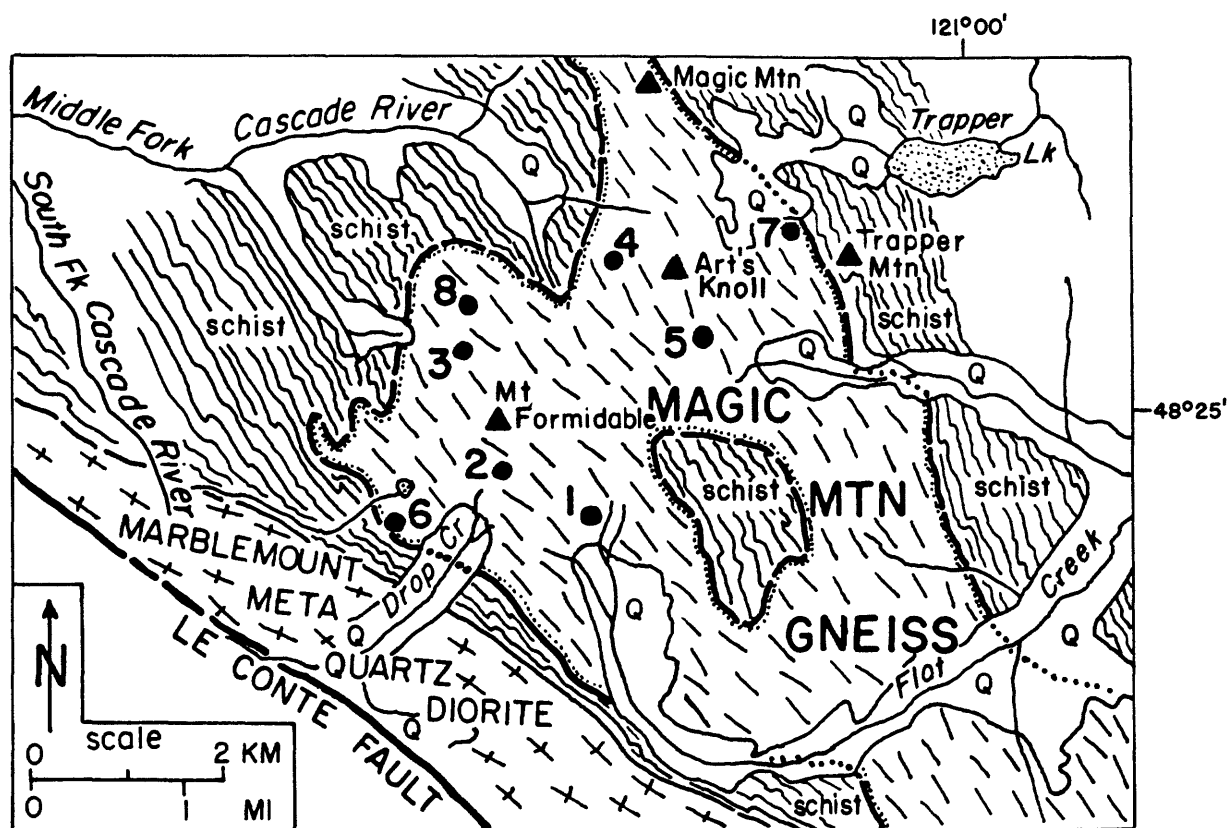 121°00'
Magic Mtn
Middle Fork
Cascade River
Q
Q
Trapper
Lk
Q
South Fk Cascade River
schist
Q
7
Trapper
Mtn
4
Art's
Knoll
schist
8
5
schist
3
Q
Q
Mt
Formidable
MAGIC
48°25'
2
schist
MTN
schist
1
6
MARBLEMOUNT
META
QUARTZ
DIORITE
Drop Cr
Q
Q
GNEISS
Flat Creek
Q
Q
Q
LE CONTE FAULT
N
scale
0 2 KM
0 1 MI
schist